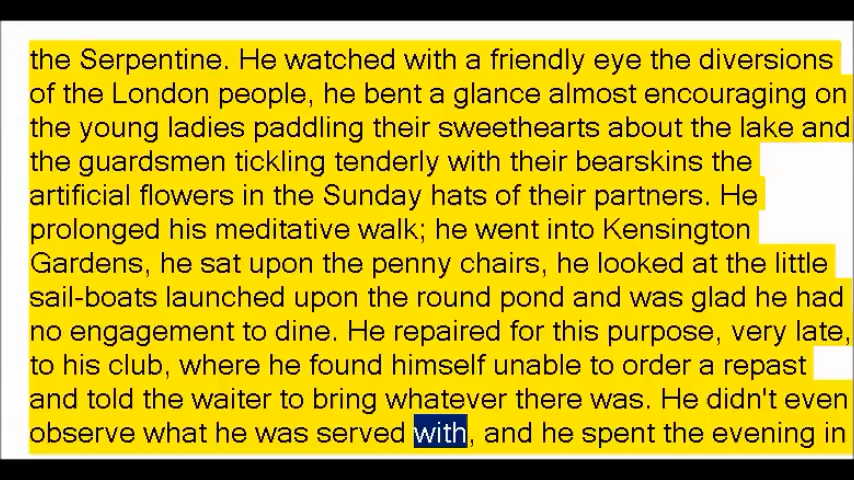 the Serpentine. He watched with a friendly eye the diversions
of the London people, he bent a glance almost encouraging on
the young ladies paddling their sweethearts about the lake and
the guardsmen tickling tenderly with their bearskins the
artificial flowers in the Sunday hats of their partners. He
prolonged his meditative walk; he went into Kensington
Gardens, he sat upon the penny chairs, he looked at the little
sail-boats launched upon the round pond and was glad he had
no engagement to dine. He repaired for this purpose, very late,
to his club, where he found himself unable to order a repast
and told the waiter to bring whatever there was. He didn't even
observe what he was served with, and he spent the evening in